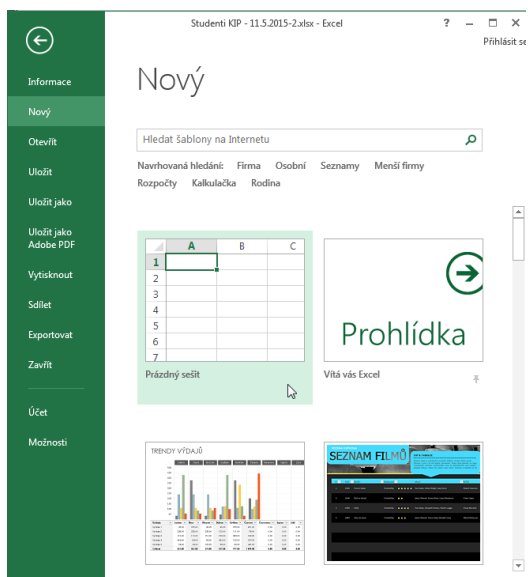 Studenti KIP - 11.5.2015-2.xlsx - Excel
?
Přihlásit se
Informace
Nový
Otevřít
Uložit
Uložit jako
Uložit jako
Adobe PDF
Vytisknout
Sdílet
Exportovat
Zavřít
Účet
Možnosti
Nový
Hledat šablony na Internetu
Navrhovaná hledání: Firma Osobní Seznamy Menší firmy
Rozpočty Kalkulačka Rodina
A B C
1
2
3
4
5
6
7
Prázdný sešit
Prohlídka
Vítá vás Excel
TRENDY VÝDAJŮ
SEZNAM FILMŮ